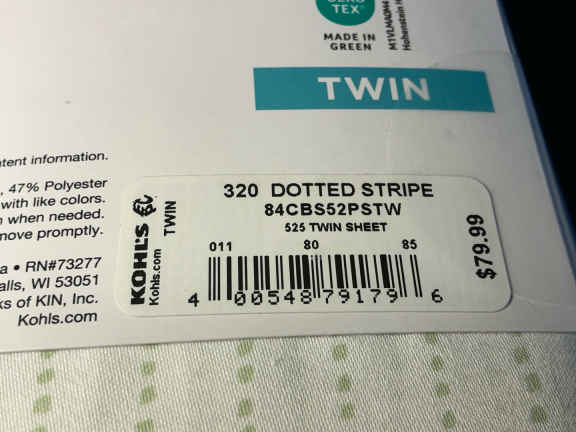 TEX®
MADE IN
GREEN
TWIN
tent information.
, 47% Polyester
with like colors.
n when needed.
move promptly.
a • RN#73277
alls, WI 53051
ks of KIN, Inc.
Kohls.com
KOHL'S
Kohls.com
TWIN
320 DOTTED STRIPE
84CBS52PSTW
525 TWIN SHEET
011 80 85
4 00548 79179 6
$79.99